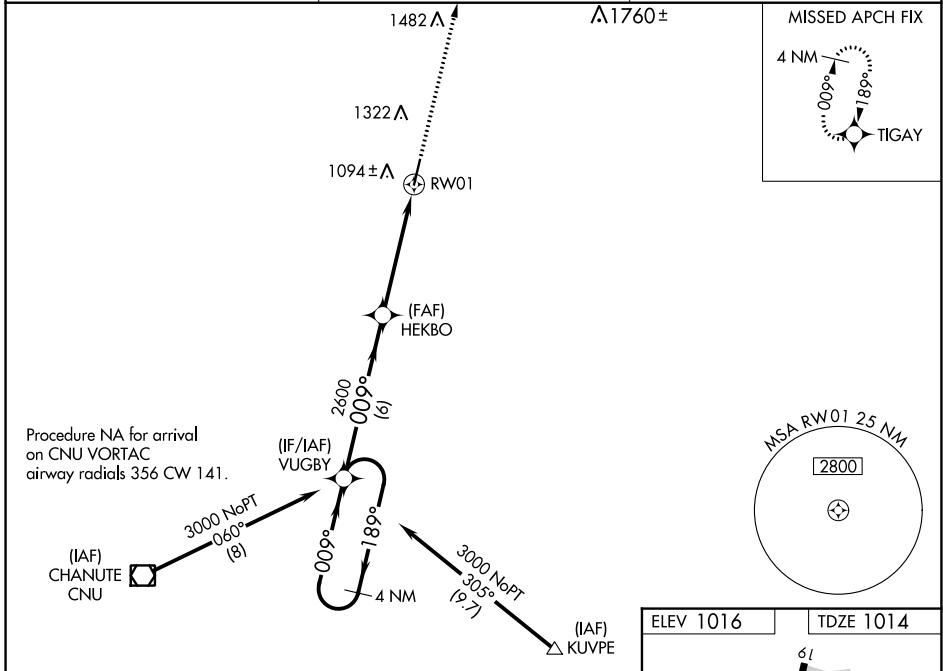 1482
1760±
MISSED APCH FIX
4 NM
009°
189°
TIGAY
1322
1094±
RW01
(FAF)
HEKBO
2600
009°
(6)
Procedure NA for arrival
on CNU VORTAC
airway radials 356 CW 141.
(IF/IAF)
VUGBY
MSA RW01 25 NM
2800
3000 NoPT
060°
(8)
009°
189°
4 NM
3000 NoPT
305°
(9.7)
(IAF)
CHANUTE
CNU
(IAF)
KUVPE
ELEV 1016
TDZE 1014
19